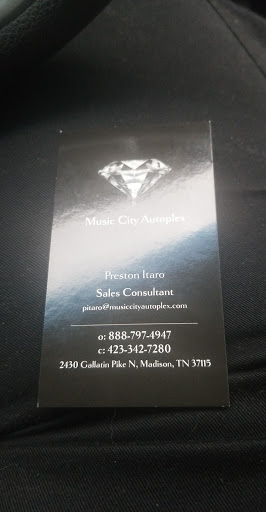 Music City Autoplex
Preston Itaro
Sales Consultant
pitaro@musiccityautoplex.com
o: 888-797-4947
c: 423-342-7280
2430 Gallatin Pike N, Madison, TN 37115